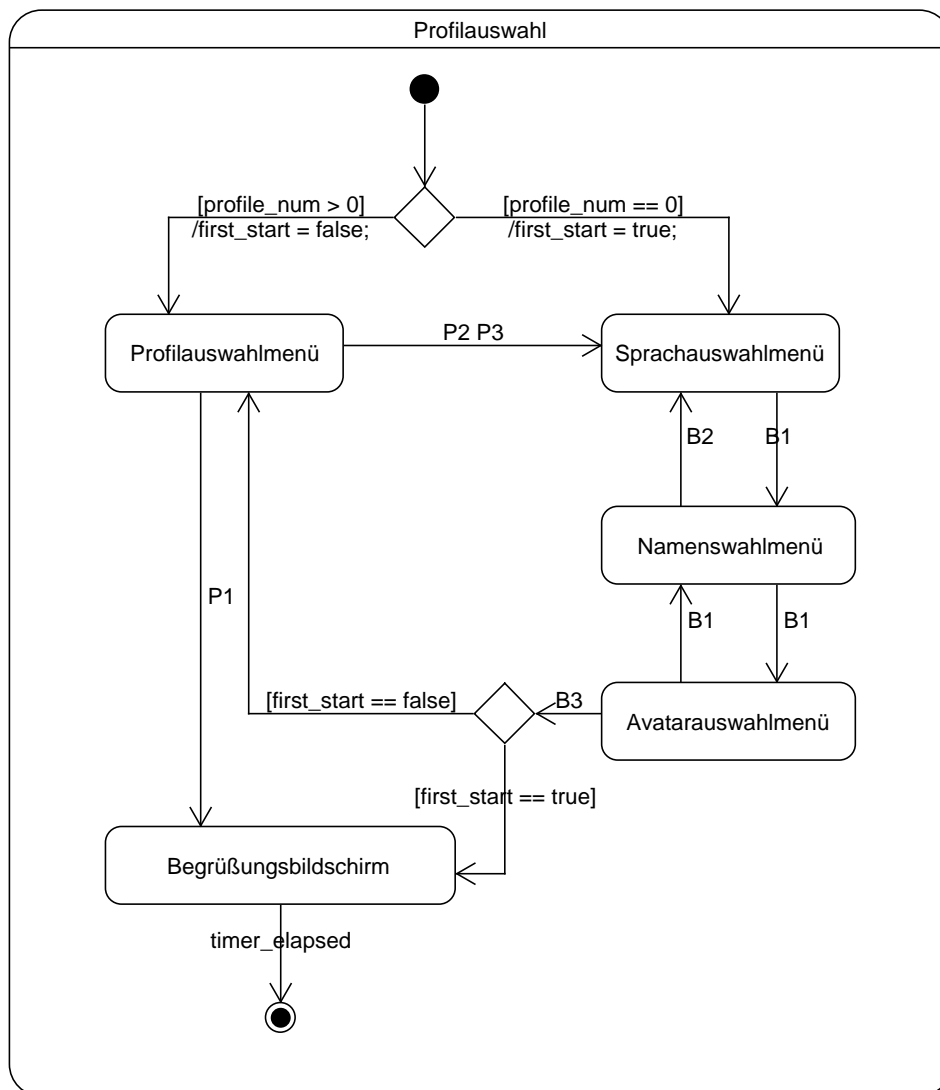 Profilauswahl
[profile_num > 0]
/first_start = false;
[profile_num == 0]
/first_start = true;
Profilauswahlmenü
P2 P3
Sprachauswahlmenü
B2
B1
Namenswahlmenü
P1
B1
B1
[first_start == false]
B3
Avatarauswahlmenü
[first_start == true]
Begrüßungsbildschirm
timer_elapsed